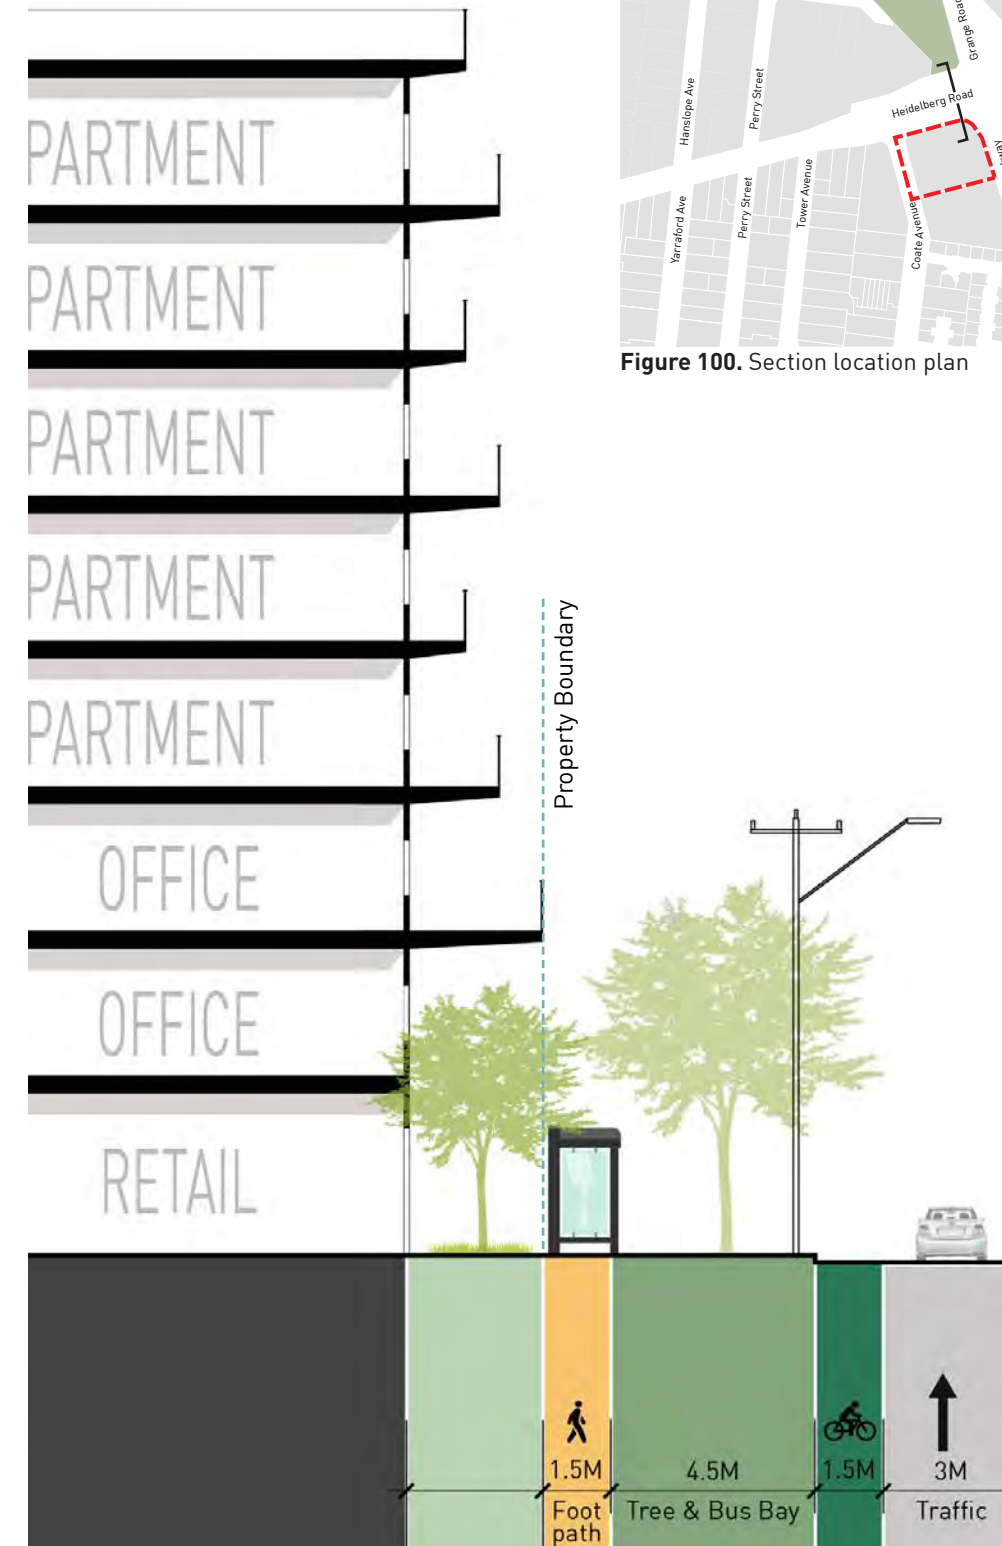 PARTMENT
PARTMENT
PARTMENT
PARTMENT
PARTMENT
OFFICE
OFFICE
RETAIL
Property Boundary
Hanslope Ave
Perry Street
Grange Road
Heidelberg Road
Yarraford Ave
Perry Street
Tower Avenue
Coate Avenue
Figure 100. Section location plan
1.5M
4.5M
1.5M
3M
Foot
path
Tree & Bus Bay
Traffic